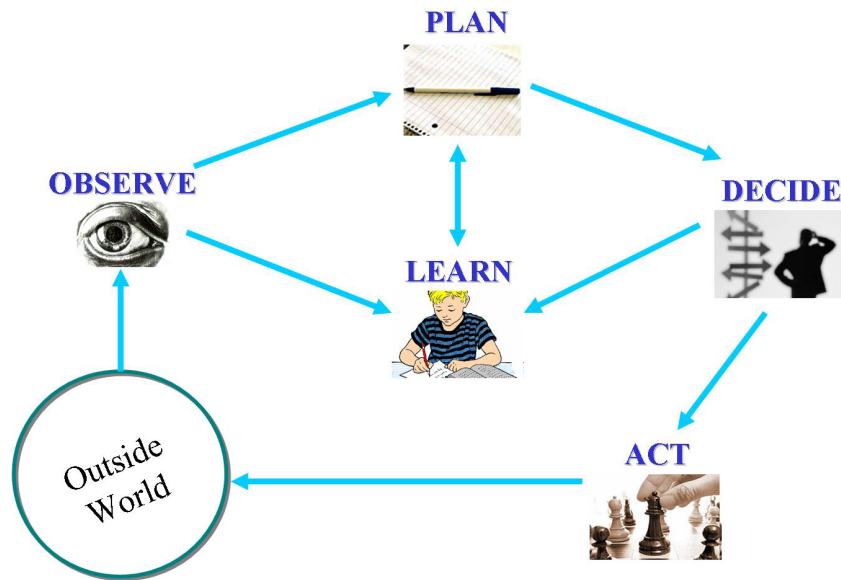 PLAN
OBSERVE
DECIDE
LEARN
ACT
Outside
World